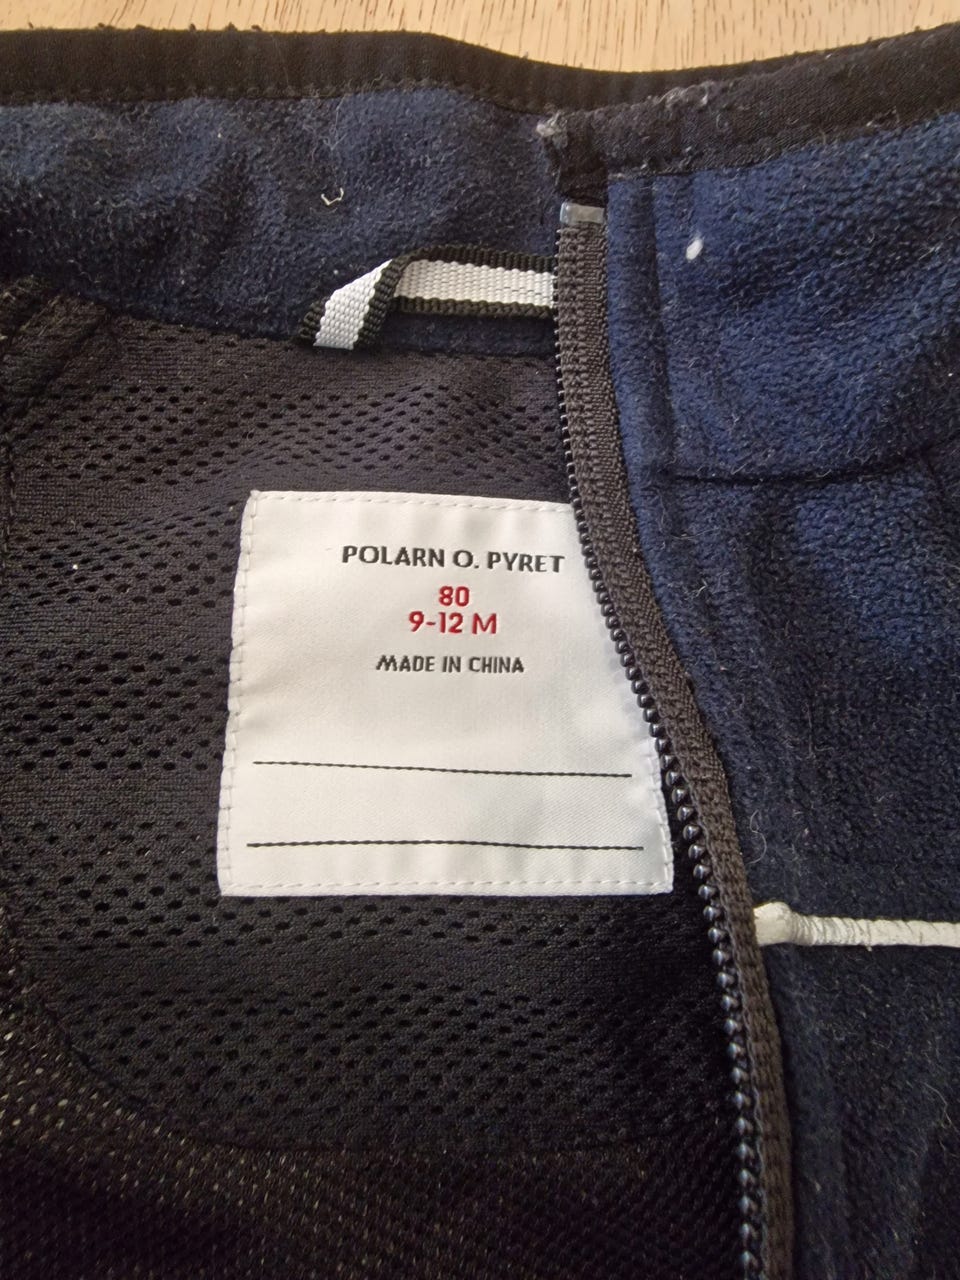 POLARN O. PYRET
80
9-12 M
MADE IN CHINA